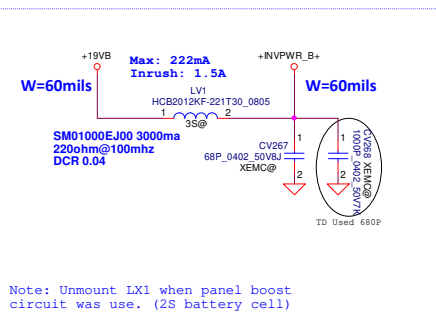 +19VB
+INVPWR_B+
Max: 222mA
Inrush: 1.5A
W=60mils
W=60mils
LV1
HCB2012KF-221T30_0805
1 2
3S@
SM01000EJ00 3000ma
220ohm@100mhz
DCR 0.04
CV267
68P_0402_50V8J
XEMC@
1
2
1
2
CV268 XEMC@
1000P_0402_50V7K
TD Used 680P
Note: Unmount LX1 when panel boost
circuit was use. (2S battery cell)